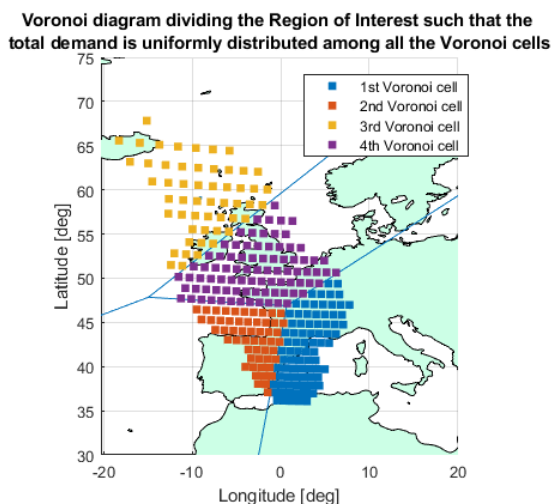 Voronoi diagram dividing the Region of Interest such that the
total demand is uniformly distributed among all the Voronoi cells
75
70
65
60
55
50
45
40
35
30
Latitude [deg]
1st Voronoi cell
2nd Voronoi cell
3rd Voronoi cell
4th Voronoi cell
-20
-10
0
10
20
Longitude [deg]